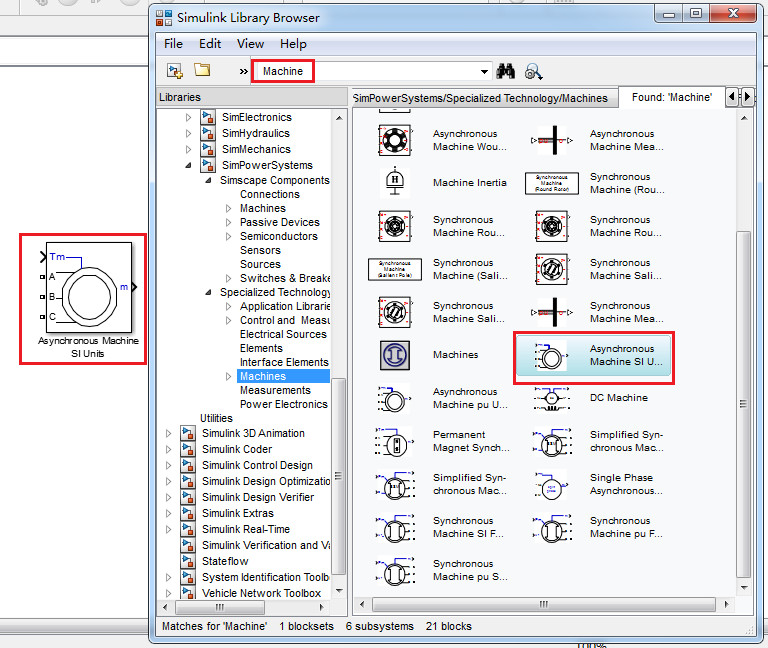 Simulink Library Browser
File Edit View Help
» Machine
Libraries
SimPowerSystems/Specialized Technology/Machines
Found: 'Machine'
SimElectronics
SimHydraulics
SimMechanics
SimPowerSystems
Simscape Components
Connections
Machines
Passive Devices
Semiconductors
Sensors
Sources
Switches & Breake
Specialized Technology
Application Librarie
Control and Measu
Electrical Sources
Elements
Interface Elements
Machines
Measurements
Power Electronics
Utilities
Simulink 3D Animation
Simulink Coder
Simulink Control Design
Simulink Design Optimizatio
Simulink Design Verifier
Simulink Extras
Simulink Real-Time
Simulink Verification and Va
Stateflow
System Identification Toolb
Vehicle Network Toolbox
Asynchronous
Machine Wou...
Asynchronous
Machine Mea...
Machine Inertia
Synchronous
Machine
(Round Rotor)
Synchronous
Machine (Rou...
Synchronous
Machine Rou...
Synchronous
Machine Rou...
Synchronous
Machine
(Salient Pole)
Synchronous
Machine (Sali...
Synchronous
Machine Sali...
Synchronous
Machine Sali...
Synchronous
Machine Mea...
Machines
Asynchronous
Machine SI U...
Asynchronous
Machine pu U...
DC Machine
Permanent
Magnet Synch...
Simplified Syn-
chronous Mac...
Simplified Syn-
chronous Mac...
Single Phase
Asynchronous...
Synchronous
Machine SI F...
Synchronous
Machine pu F...
Synchronous
Machine pu S...
Tm
A
B
C
m
Asynchronous Machine
SI Units
Matches for 'Machine' 1 blocksets 6 subsystems 21 blocks